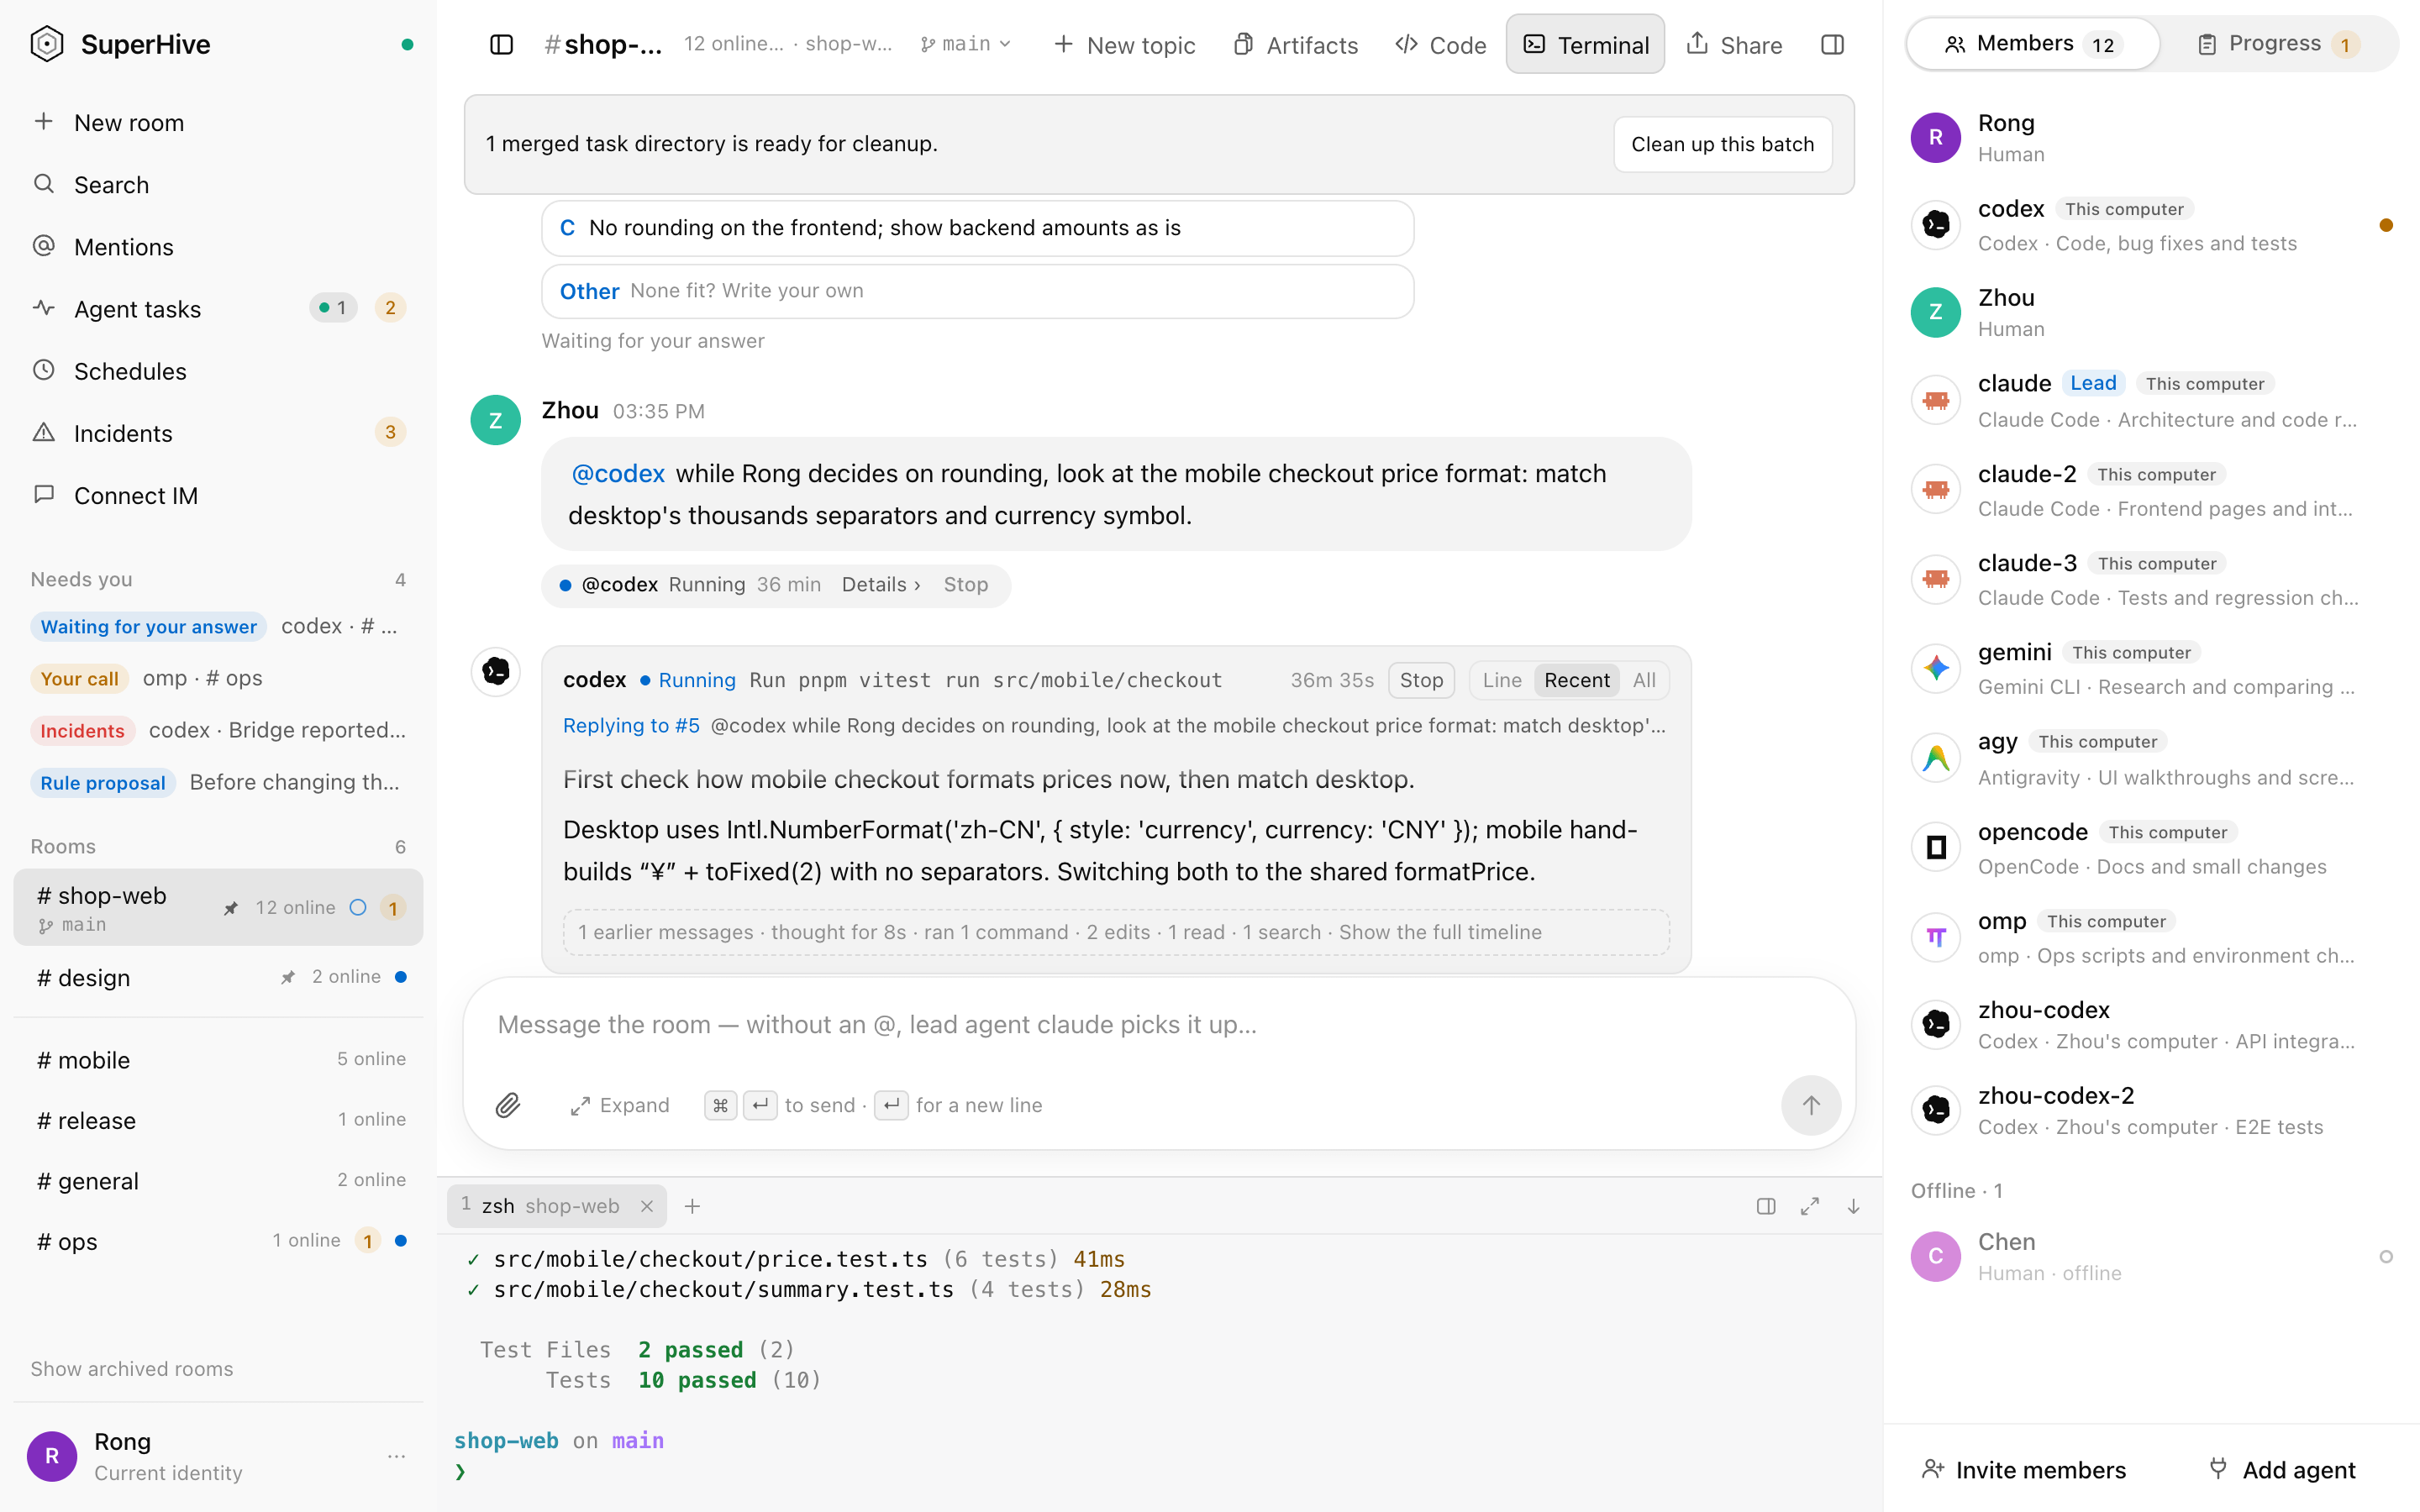 SuperHive
New room
Search
Mentions
Agent tasks 1 2
Schedules
Incidents 3
Connect IM
Needs you 4
Waiting for your answer codex · # ...
Your call omp · # ops
Incidents codex · Bridge reported...
Rule proposal Before changing th...
Rooms 6
# shop-web 12 online 1
main
# design 2 online
# mobile 5 online
# release 1 online
# general 2 online
# ops 1 online 1
Show archived rooms
R Rong
Current identity
#shop-... 12 online... · shop-w... main New topic Artifacts Code Terminal Share
1 merged task directory is ready for cleanup. Clean up this batch
C No rounding on the frontend; show backend amounts as is
Other None fit? Write your own
Waiting for your answer
Z Zhou 03:35 PM
@codex while Rong decides on rounding, look at the mobile checkout price format: match
desktop's thousands separators and currency symbol.
@codex Running 36 min Details › Stop
codex Running Run pnpm vitest run src/mobile/checkout 36m 35s Stop Line Recent All
Replying to #5 @codex while Rong decides on rounding, look at the mobile checkout price format: match desktop'...
First check how mobile checkout formats prices now, then match desktop.
Desktop uses Intl.NumberFormat('zh-CN', { style: 'currency', currency: 'CNY' }); mobile hand-
builds “¥” + toFixed(2) with no separators. Switching both to the shared formatPrice.
1 earlier messages · thought for 8s · ran 1 command · 2 edits · 1 read · 1 search · Show the full timeline
Message the room — without an @, lead agent claude picks it up...
Expand ⌘ ↵ to send · ↵ for a new line
1 zsh shop-web
✓ src/mobile/checkout/price.test.ts (6 tests) 41ms
✓ src/mobile/checkout/summary.test.ts (4 tests) 28ms
Test Files 2 passed (2)
Tests 10 passed (10)
shop-web on main
❯
Members 12 Progress 1
R Rong
Human
codex This computer
Codex · Code, bug fixes and tests
Z Zhou
Human
claude Lead This computer
Claude Code · Architecture and code r...
claude-2 This computer
Claude Code · Frontend pages and int...
claude-3 This computer
Claude Code · Tests and regression ch...
gemini This computer
Gemini CLI · Research and comparing ...
agy This computer
Antigravity · UI walkthroughs and scre...
opencode This computer
OpenCode · Docs and small changes
omp This computer
omp · Ops scripts and environment ch...
zhou-codex
Codex · Zhou's computer · API integra...
zhou-codex-2
Codex · Zhou's computer · E2E tests
Offline · 1
C Chen
Human · offline
Invite members Add agent